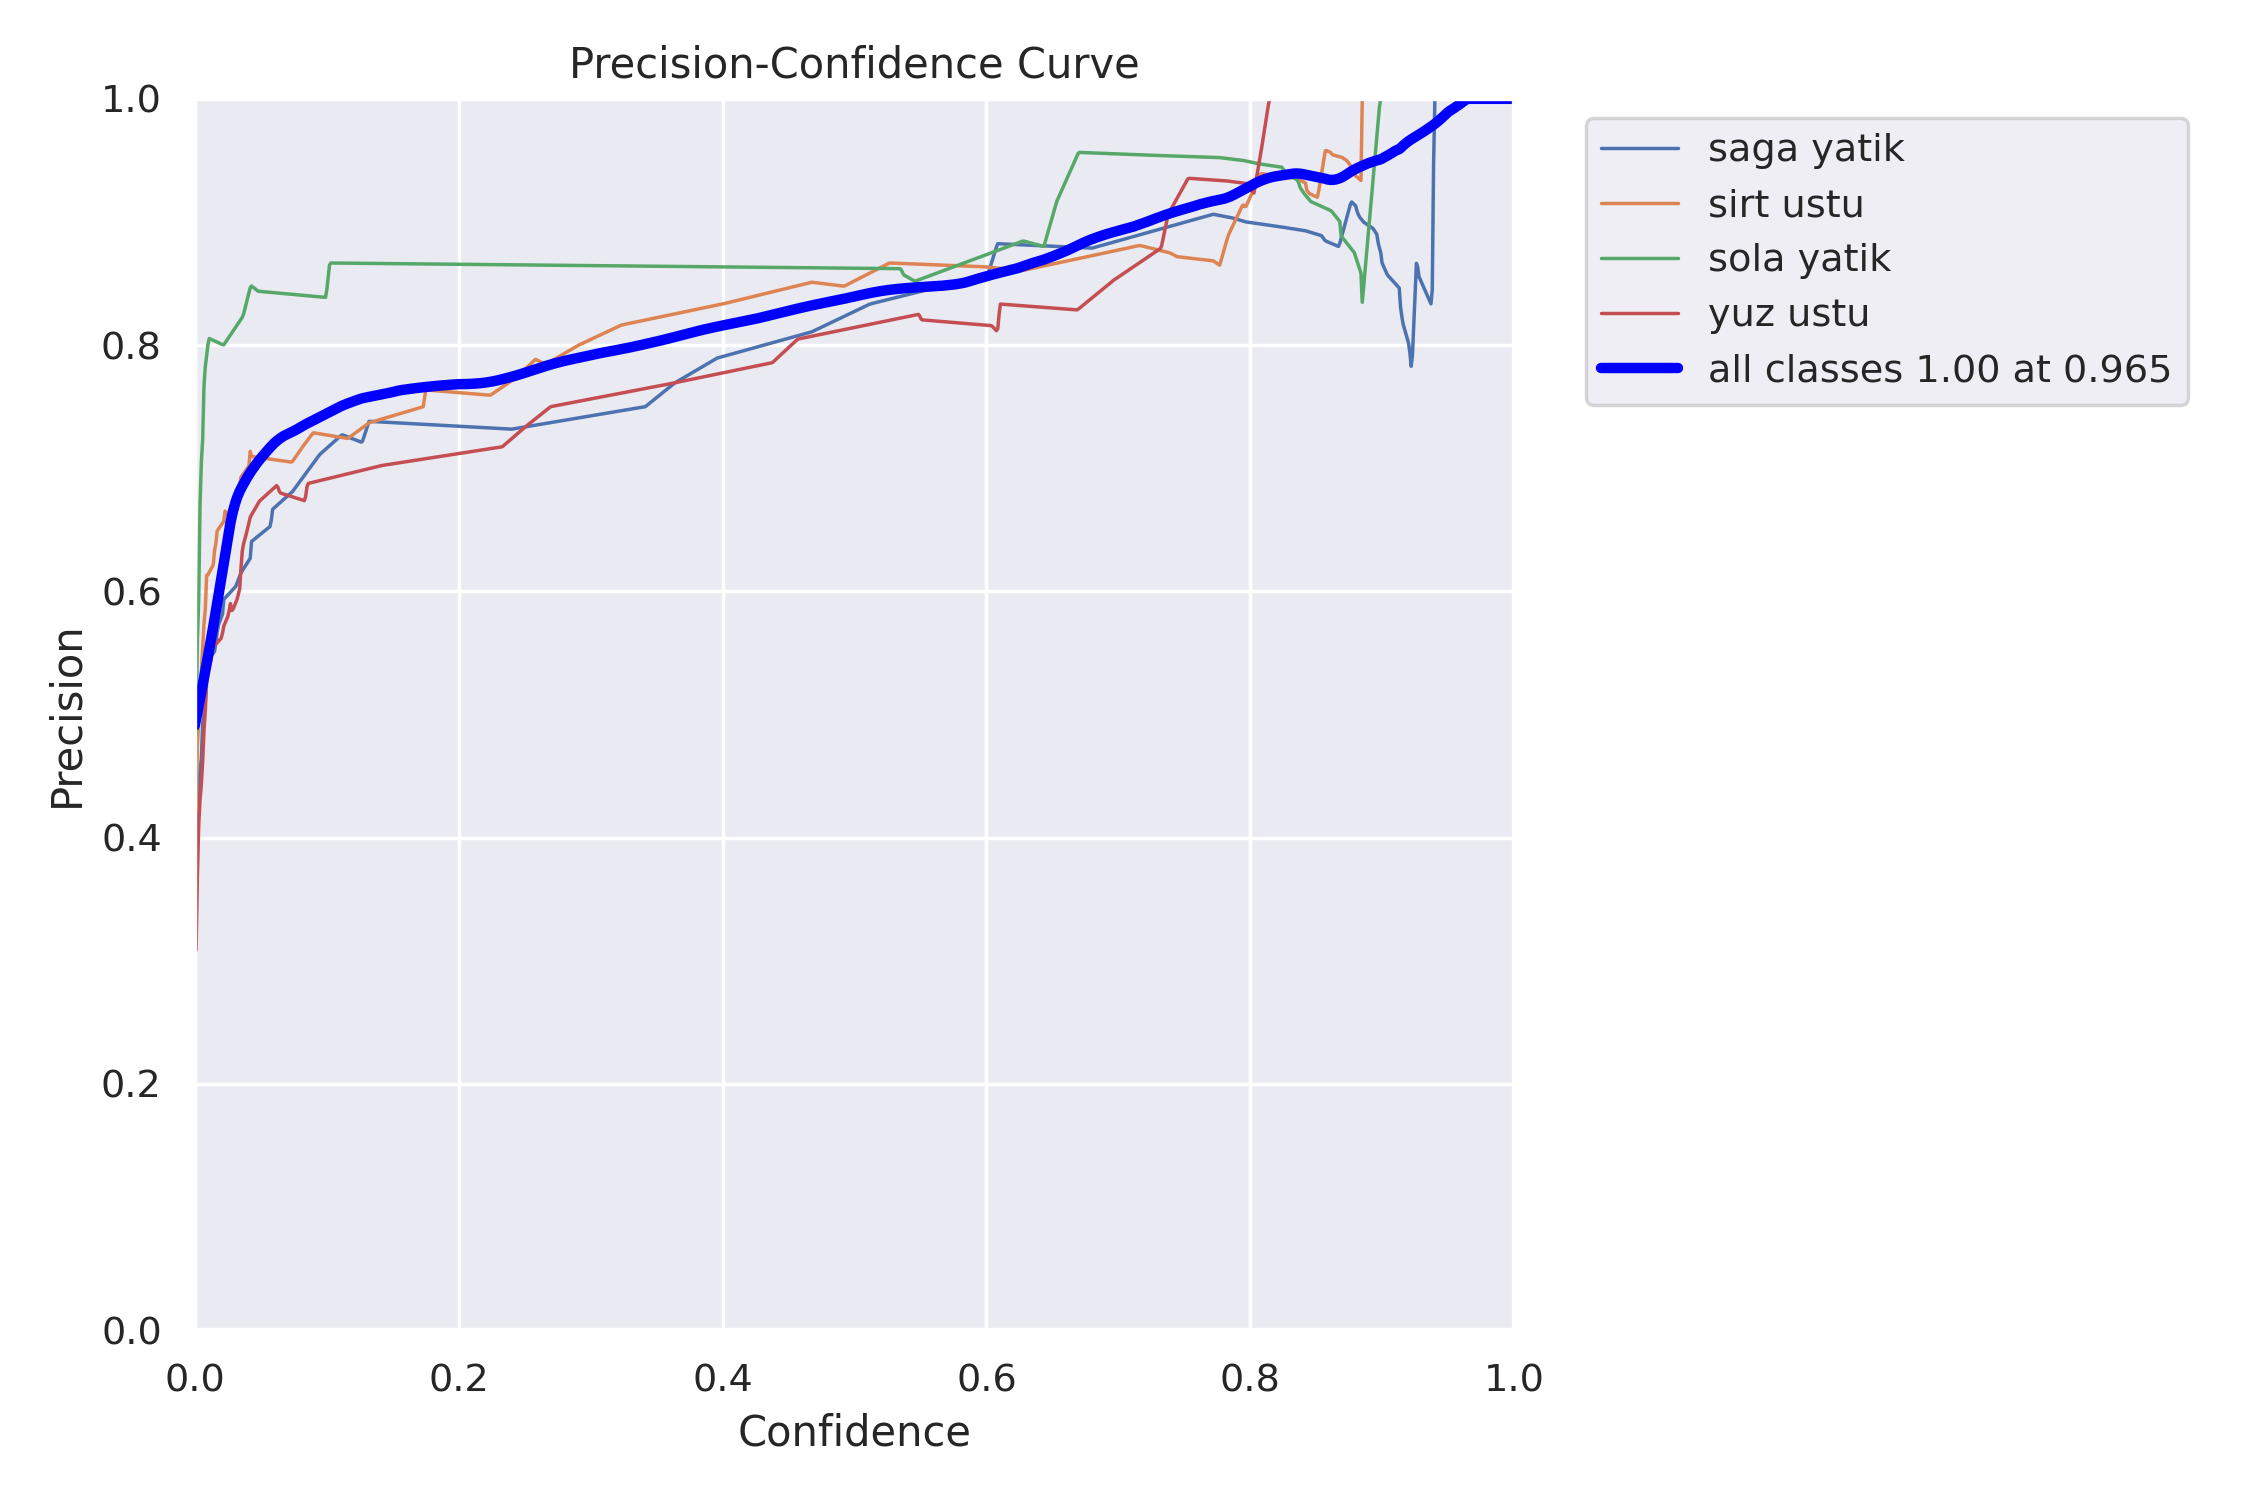 Precision-Confidence Curve
1.0
0.8
0.6
0.4
0.2
0.0
Precision
0.0 0.2 0.4 0.6 0.8 1.0
Confidence
saga yatik
sirt ustu
sola yatik
yuz ustu
all classes 1.00 at 0.965